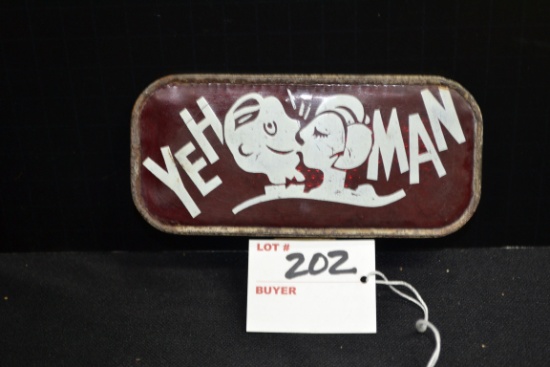 YEH MAN
LOT #
202
BUYER